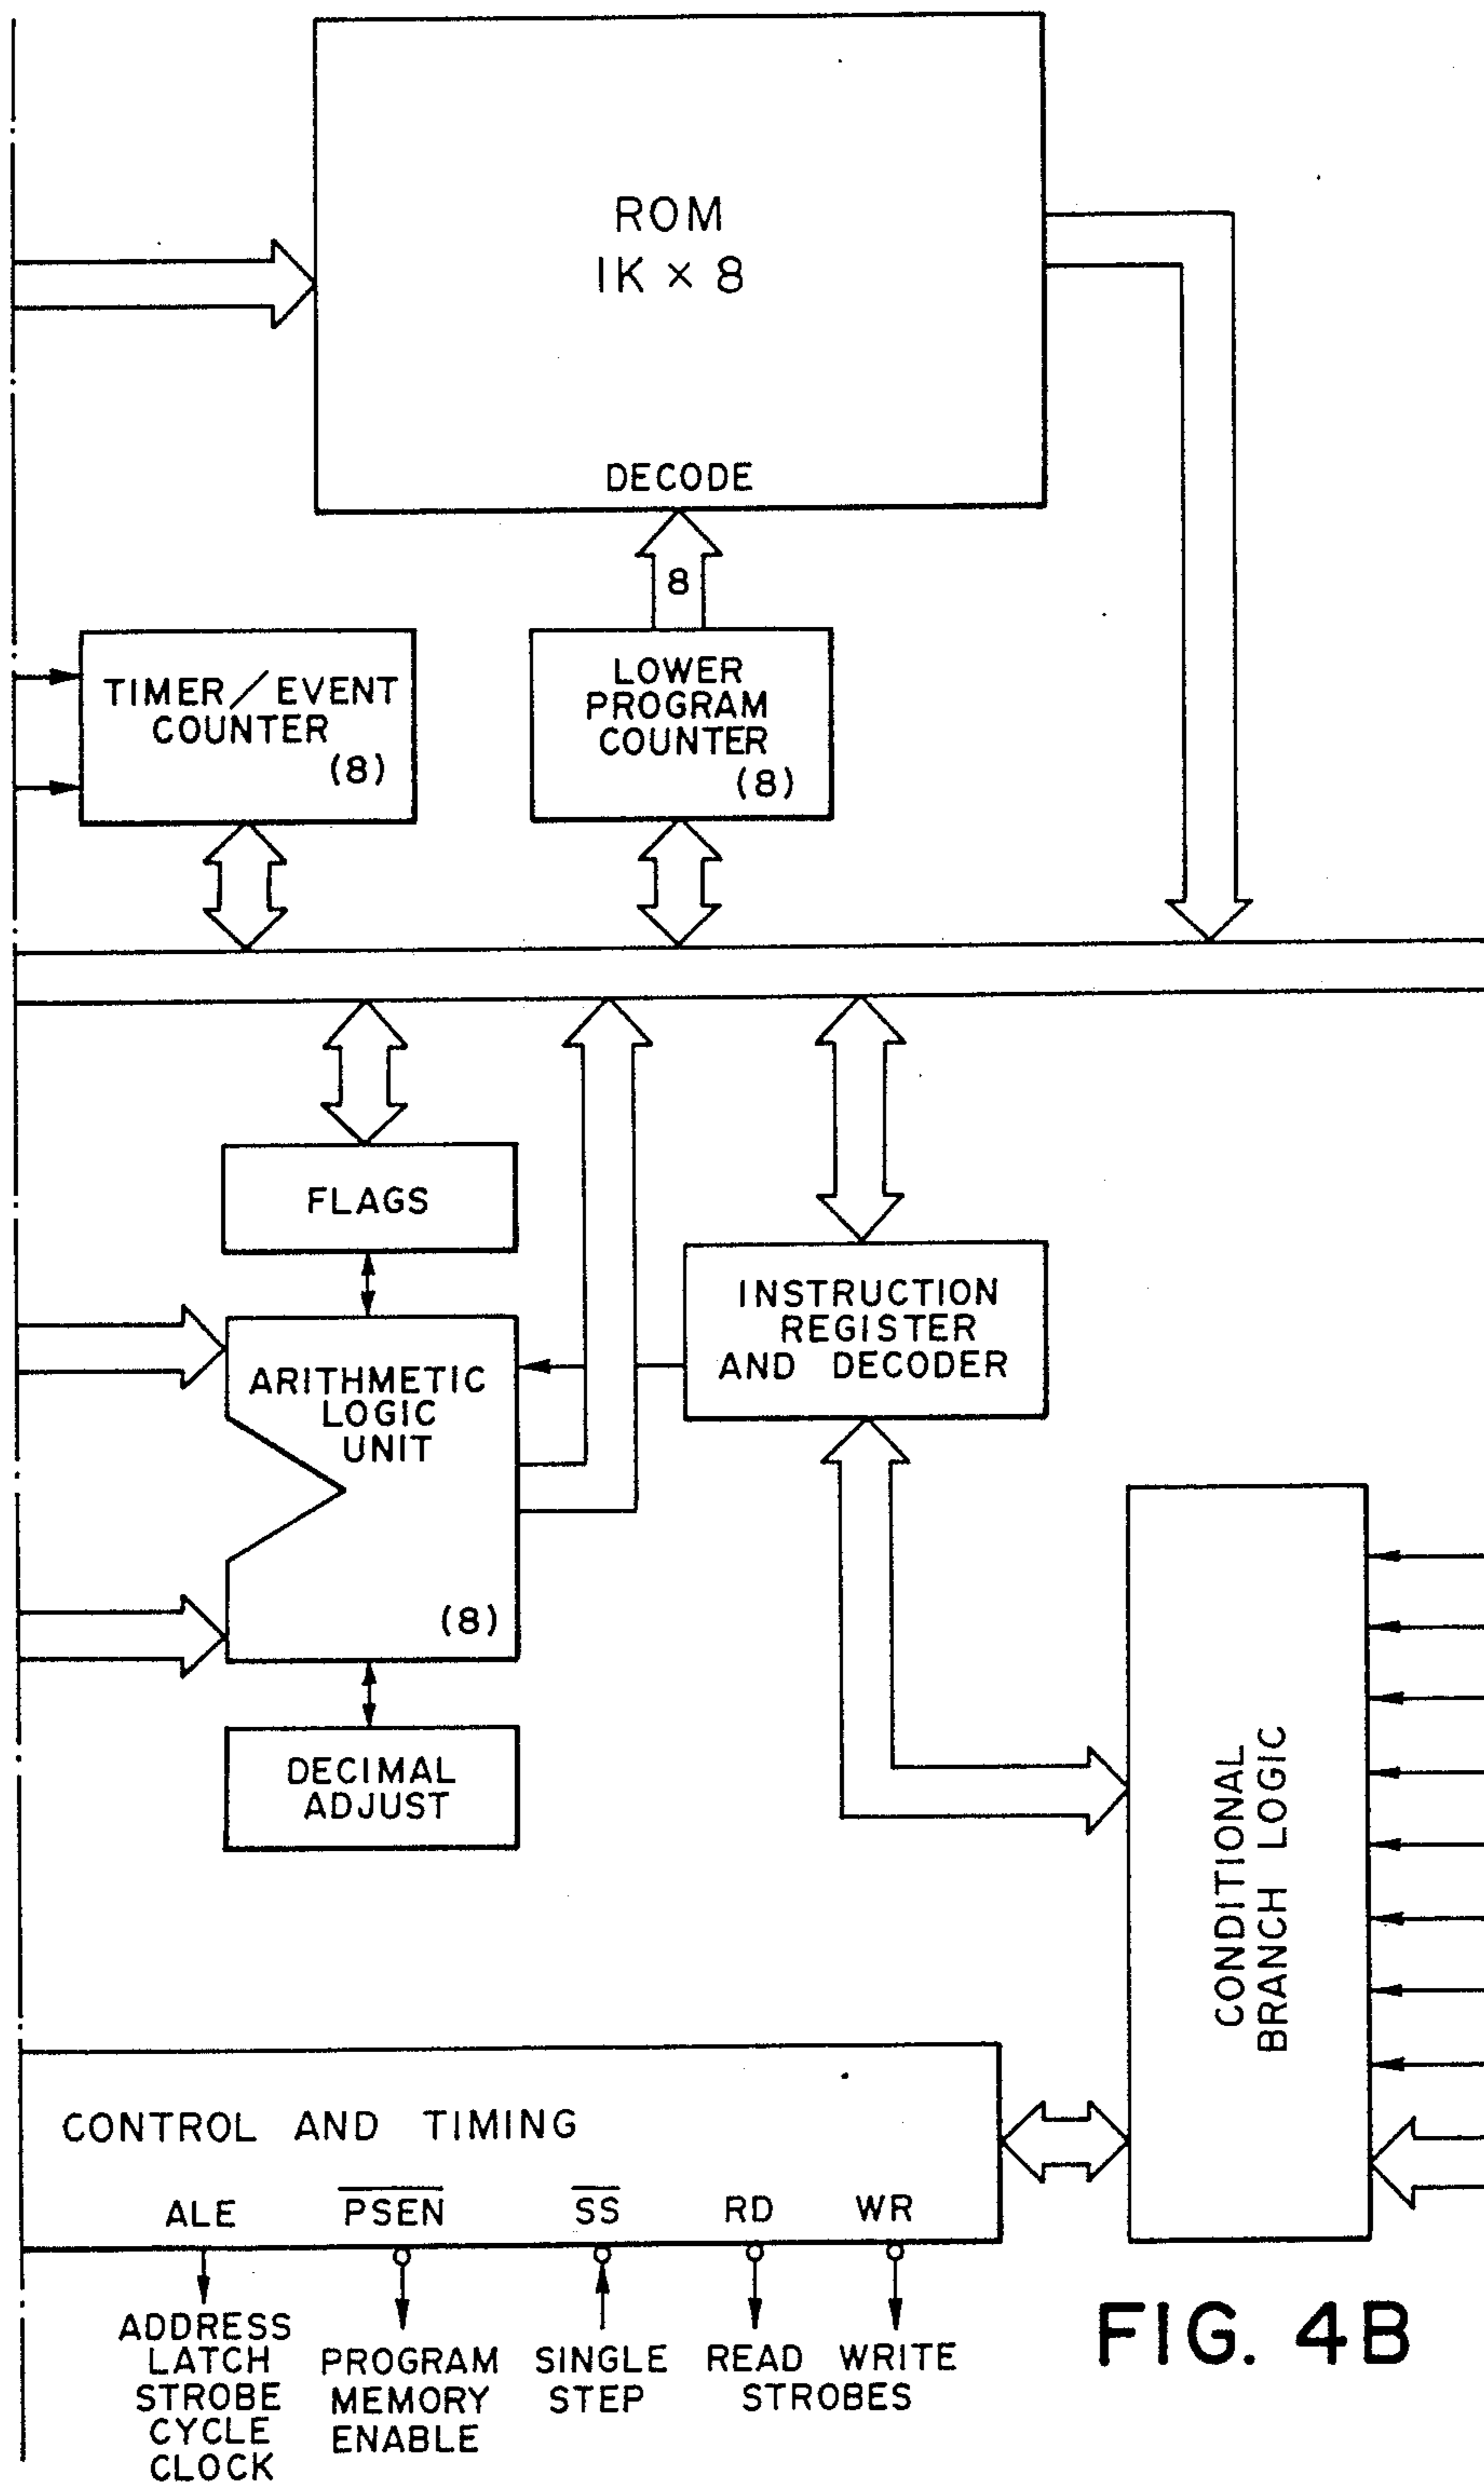 ROM
1K × 8
DECODE
8
TIMER/EVENT
COUNTER
(8)
LOWER
PROGRAM
COUNTER
(8)
FLAGS
ARITHMETIC
LOGIC
UNIT
(8)
INSTRUCTION
REGISTER
AND DECODER
DECIMAL
ADJUST
CONDITIONAL
BRANCH LOGIC
CONTROL AND TIMING
ALE P̅S̅E̅N̅ S̅S̅ RD WR
ADDRESS
LATCH
STROBE
CYCLE
CLOCK
PROGRAM
MEMORY
ENABLE
SINGLE
STEP
READ WRITE
STROBES
FIG. 4B